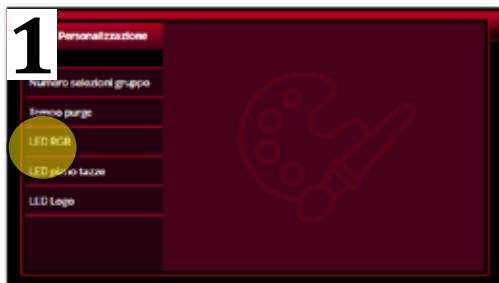 1
Personalizzazione
Numero selezioni gruppo
Tempo purge
LED RGB
LED piano tazze
LED Logo